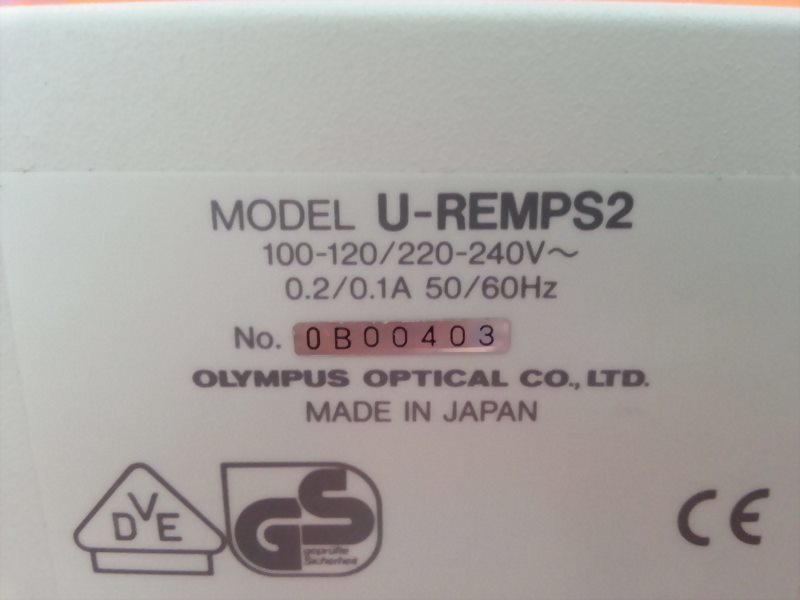 MODEL U-REMPS2
100-120/220-240V~
0.2/0.1A 50/60Hz
No. 0B00403
OLYMPUS OPTICAL CO., LTD.
MADE IN JAPAN
DVE
GS
geprüfte
Sicherheit
CE